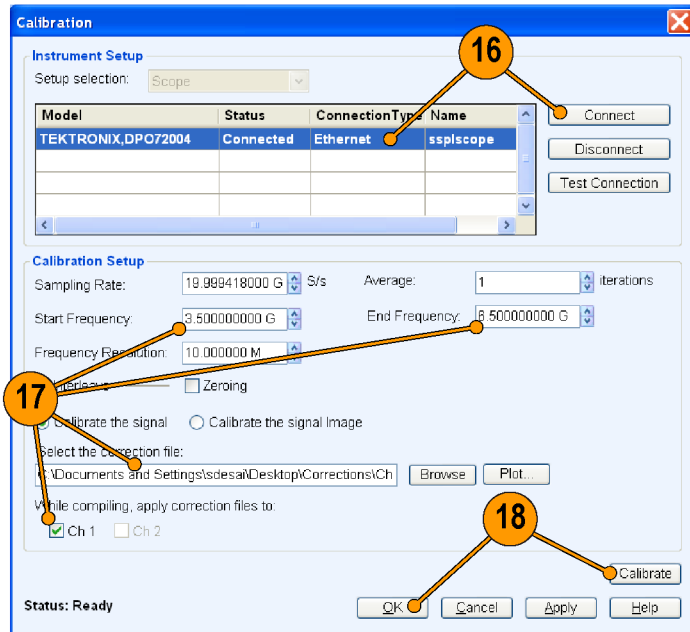 Calibration
Instrument Setup
Setup selection: Scope
16
Model Status ConnectionType Name
Connect
TEKTRONIX,DPO72004 Connected Ethernet ssplscope
Disconnect
Test Connection
Calibration Setup
Sampling Rate: 19.999418000 G S/s Average: 1 iterations
Start Frequency: 3.500000000 G End Frequency: 6.500000000 G
Frequency Resolution: 10.000000 M
17
Zeroing
Calibrate the signal Calibrate the signal Image
Select the correction file:
C:\Documents and Settings\sdesai\Desktop\Corrections\Ch Browse Plot...
While compiling, apply correction files to:
Ch 1 Ch 2
18
Calibrate
Status: Ready OK Cancel Apply Help